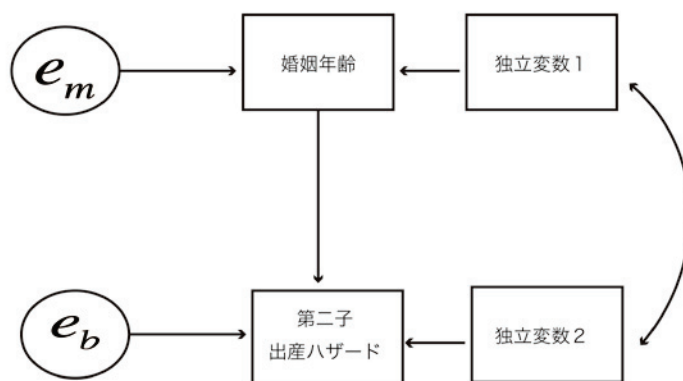 e_m
婚姻年齢
独立変数1
e_b
第二子
出産ハザード
独立変数2